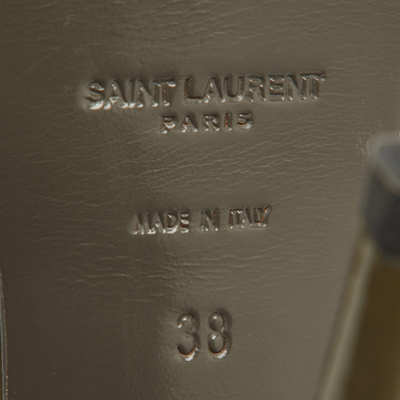 SAINT LAURENT
PARIS
MADE IN ITALY
38